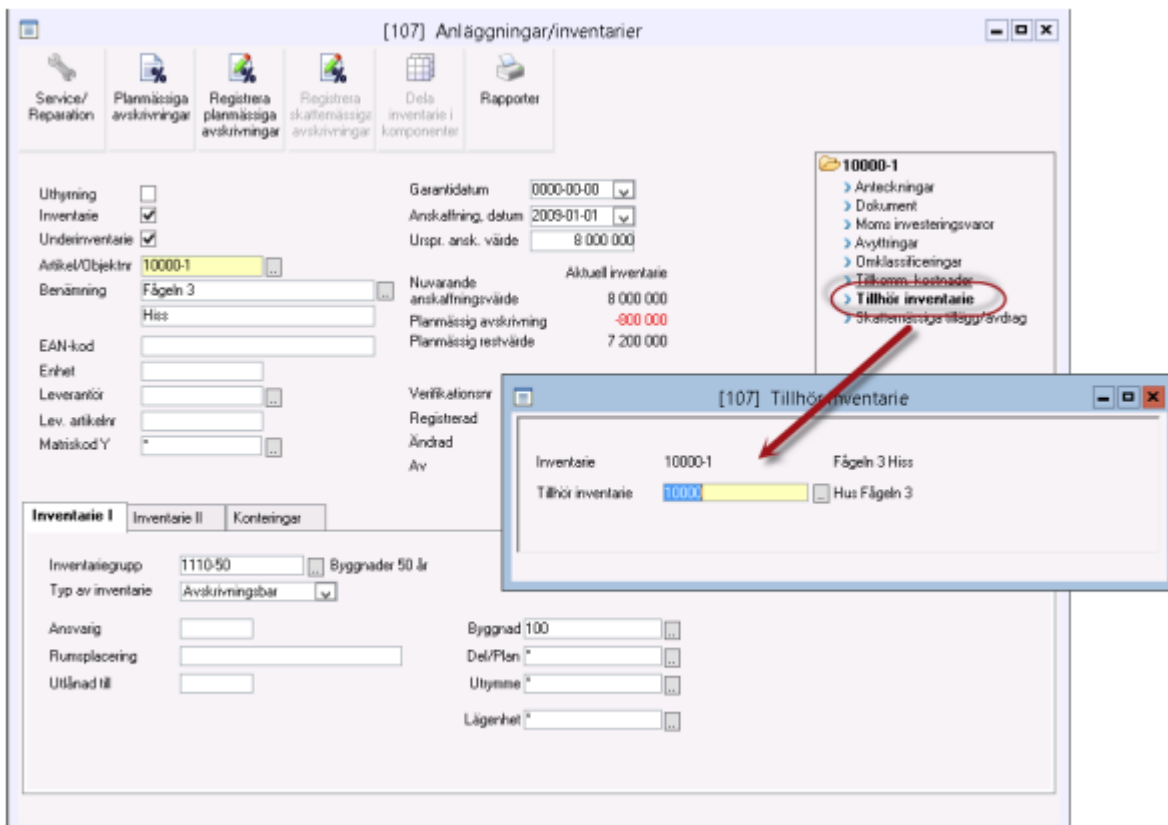 [107] Anläggningar/inventarier
Service/
Reparation
Planmässiga
avskrivningar
Registrera
planmässiga
avskrivningar
Registrera
skattemässiga
avskrivningar
Dela
inventarie i
komponenter
Rapporter
Uthyrning
Inventarie
Underinventarie
Artikel/Objektnr 10000-1 ..
Benämning Fågeln 3 ..
Hiss
EAN-kod
Enhet
Leverantör ..
Lev. artikelnr
Matriskod Y * ..
Garantidatum 0000-00-00
Anskaffning, datum 2009-01-01
Urspr. ansk. värde 8 000 000
Aktuell inventarie
Nuvarande
anskaffningsvärde 8 000 000
Planmässig avskrivning -800 000
Planmässig restvärde 7 200 000
Verifikationsnr
Registrerad
Ändrad
Av
10000-1
Anteckningar
Dokument
Moms investeringsvaror
Avyttringar
Omklassificeringar
Tillkomm. kostnader
Tillhör inventarie
Skattemässiga tillägg/avdrag
[107] Tillhör inventarie
Inventarie 10000-1 Fågeln 3 Hiss
Tillhör inventarie 10000 .. Hus Fågeln 3
Inventarie I Inventarie II Konteringar
Inventariegrupp 1110-50 .. Byggnader 50 år
Typ av inventarie Avskrivningsbar
Ansvarig
Rumsplacering
Utlånad till
Byggnad 100 ..
Del/Plan * ..
Utrymme * ..
Lägenhet * ..